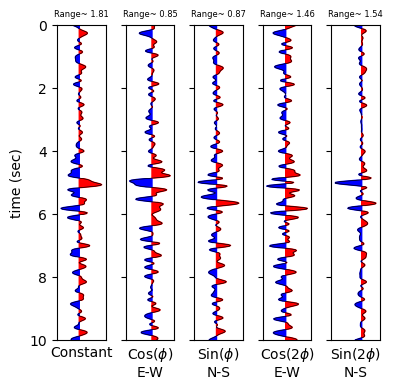 Range~ 1.81 Range~ 0.85 Range~ 0.87 Range~ 1.46 Range~ 1.54
0
2
4
6
8
10
time (sec)
Constant Cos(ϕ) Sin(ϕ) Cos(2ϕ) Sin(2ϕ)
E-W N-S E-W N-S